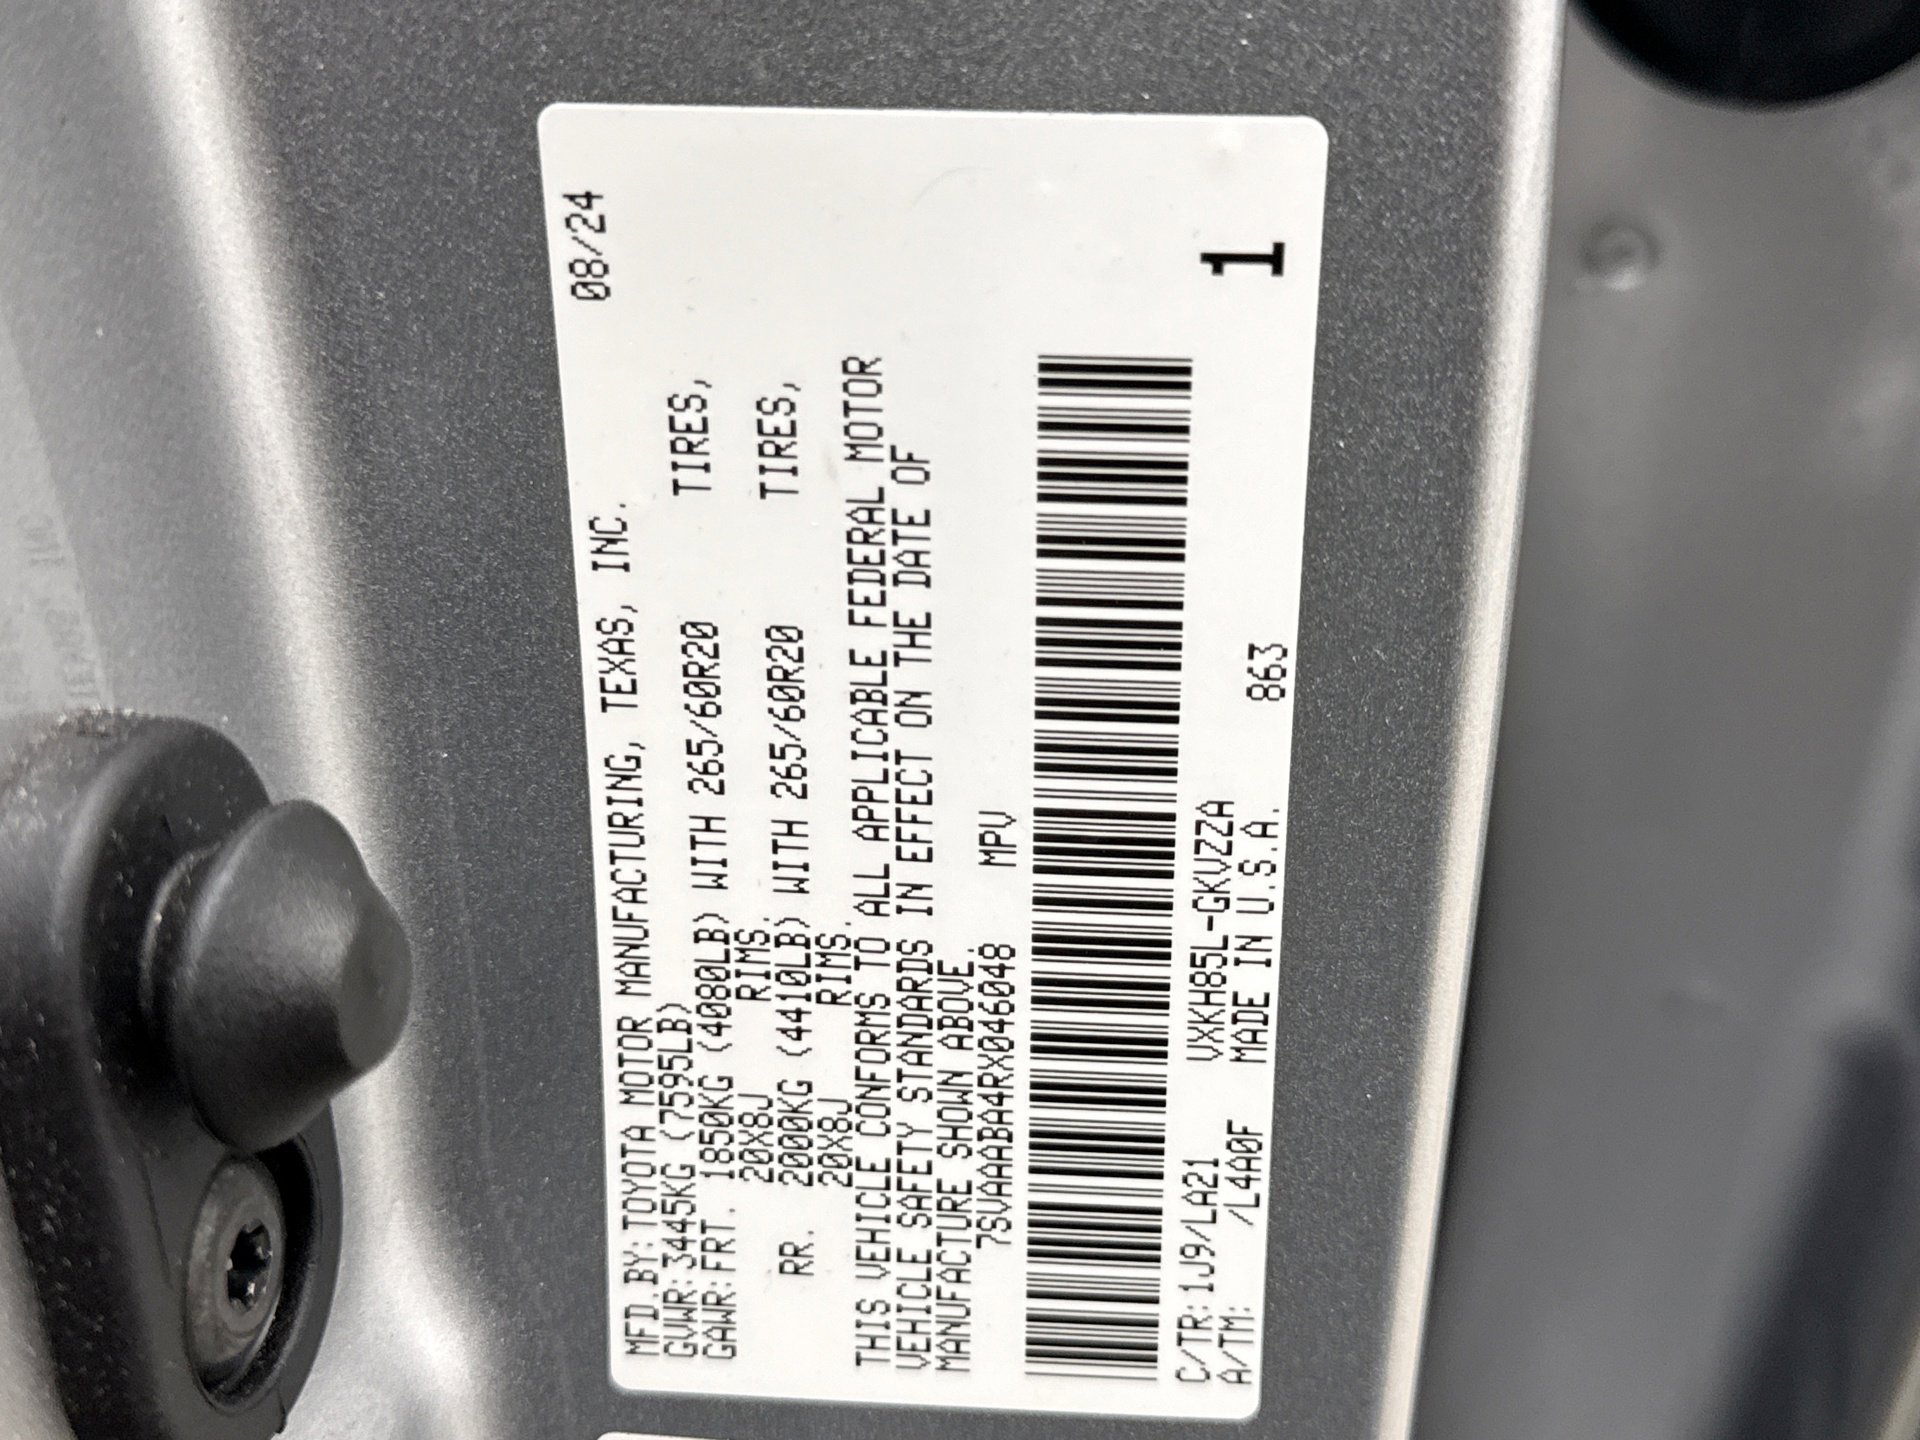 08/24
MFD.BY:TOYOTA MOTOR MANUFACTURING, TEXAS, INC.
GVWR:3445KG (7595LB)
GAWR:FRT. 1850KG (4080LB) WITH 265/60R20 TIRES,
20X8J RIMS.
RR. 2000KG (4410LB) WITH 265/60R20 TIRES,
20X8J RIMS.
THIS VEHICLE CONFORMS TO ALL APPLICABLE FEDERAL MOTOR
VEHICLE SAFETY STANDARDS IN EFFECT ON THE DATE OF
MANUFACTURE SHOWN ABOVE.
7SVAAABA4RX046048 MPV
C/TR:1J9/LA21 VXKH85L-GKVZZA 1
A/TM: /L4A0F MADE IN U.S.A. 863